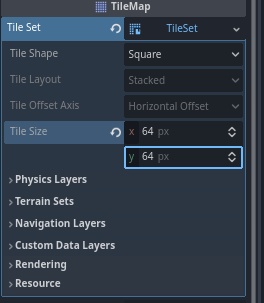 TileMap
Tile Set TileSet
Tile Shape Square
Tile Layout Stacked
Tile Offset Axis Horizontal Offset
Tile Size x 64 px
y 64 px
Physics Layers
Terrain Sets
Navigation Layers
Custom Data Layers
Rendering
Resource